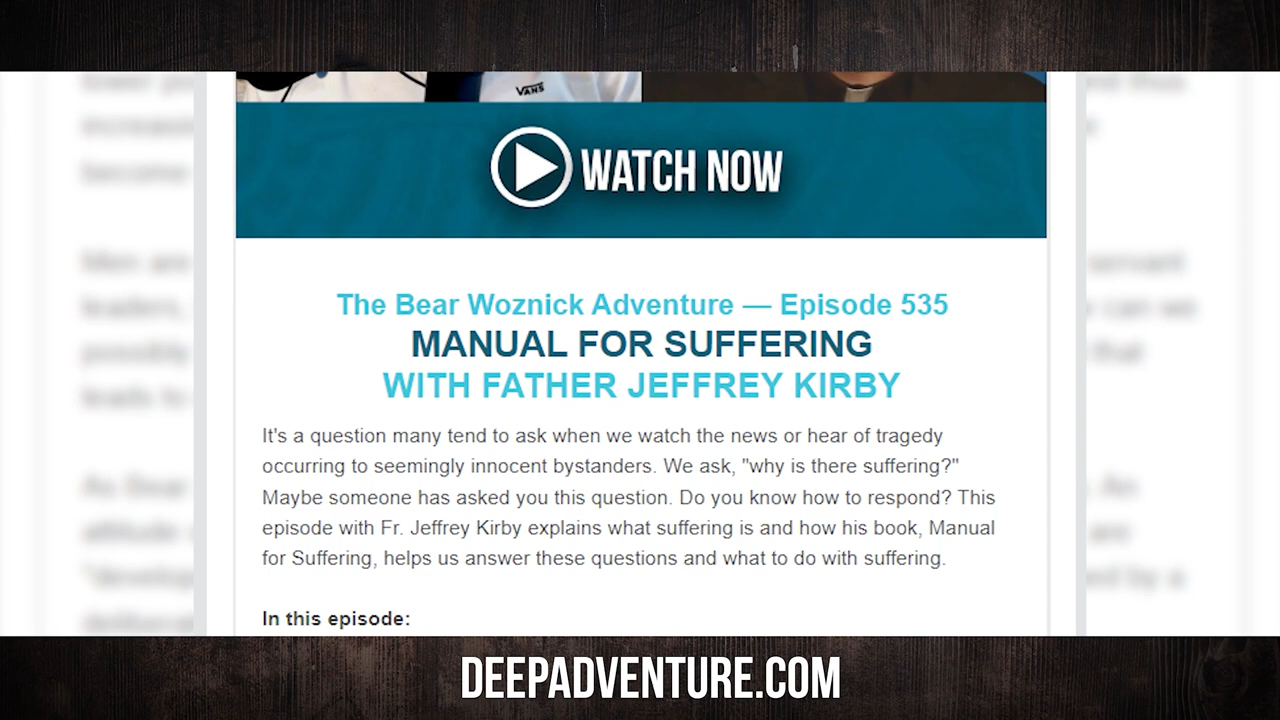 VANS
WATCH NOW
The Bear Woznick Adventure — Episode 535
MANUAL FOR SUFFERING
WITH FATHER JEFFREY KIRBY
It's a question many tend to ask when we watch the news or hear of tragedy
occurring to seemingly innocent bystanders. We ask, "why is there suffering?"
Maybe someone has asked you this question. Do you know how to respond? This
episode with Fr. Jeffrey Kirby explains what suffering is and how his book, Manual
for Suffering, helps us answer these questions and what to do with suffering.
In this episode:
DEEPADVENTURE.COM